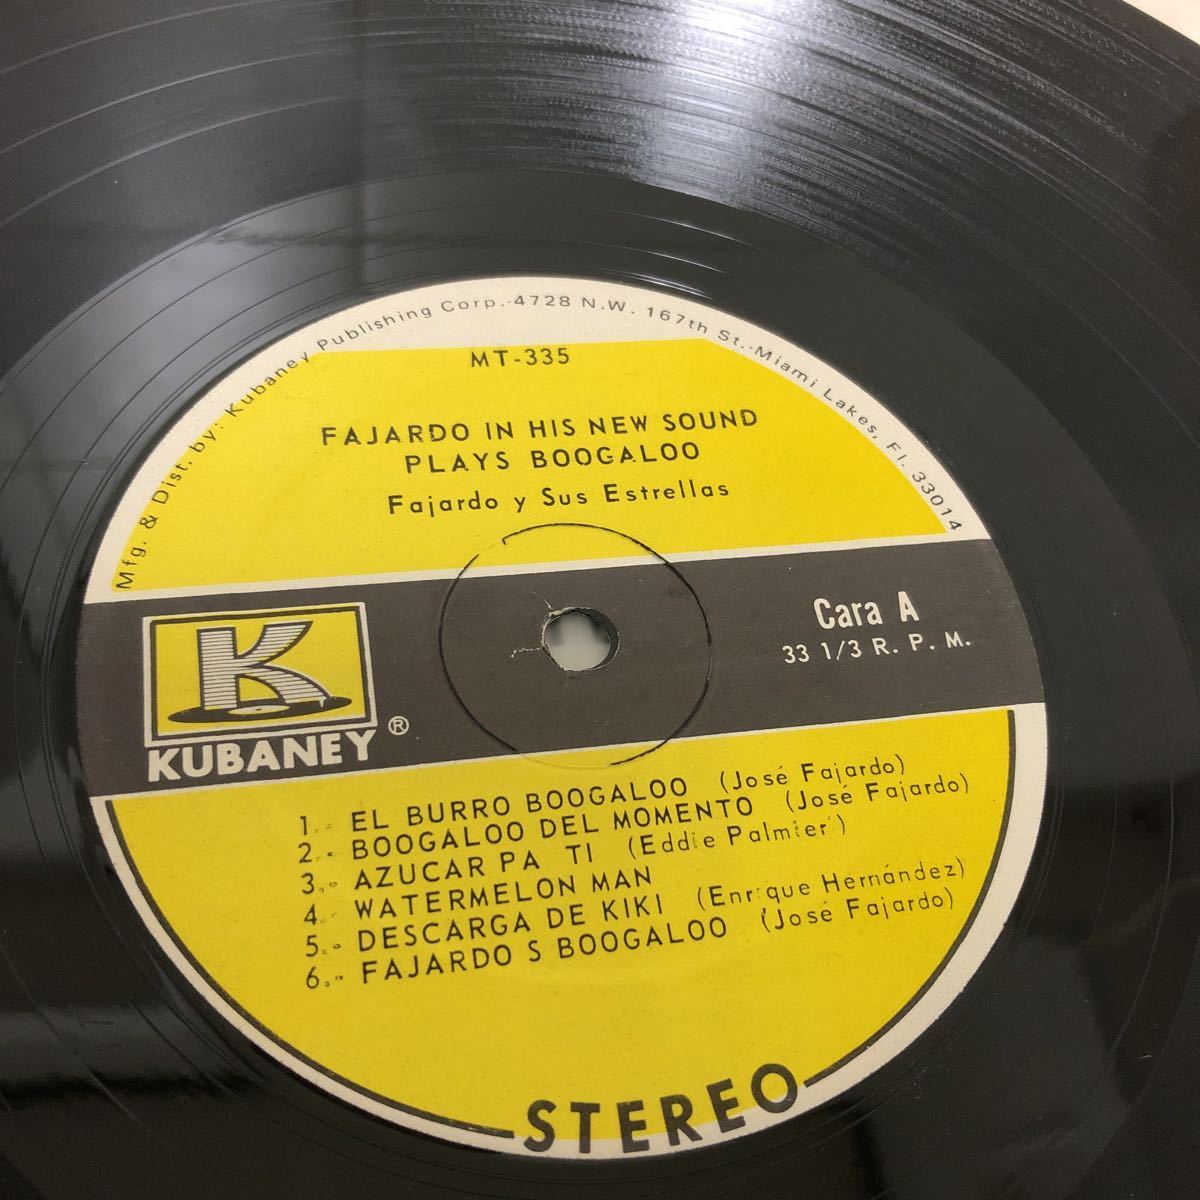 Mfg. & Dist. by: Kubaney Publishing Corp.-4728 N.W. 167th St.-Miami Lakes, Fl. 33014
MT-335
FAJARDO IN HIS NEW SOUND
PLAYS BOOGALOO
Fajardo y Sus Estrellas
K
KUBANEY ®
Cara A
33 1/3 R. P. M.
1.- EL BURRO BOOGALOO (José Fajardo)
2.- BOOGALOO DEL MOMENTO (José Fajardo)
3.- AZUCAR PA TI (Eddie Palmier')
4.- WATERMELON MAN
5.- DESCARGA DE KIKI (Enrique Hernández)
6.- FAJARDO S BOOGALOO (José Fajardo)
STEREO